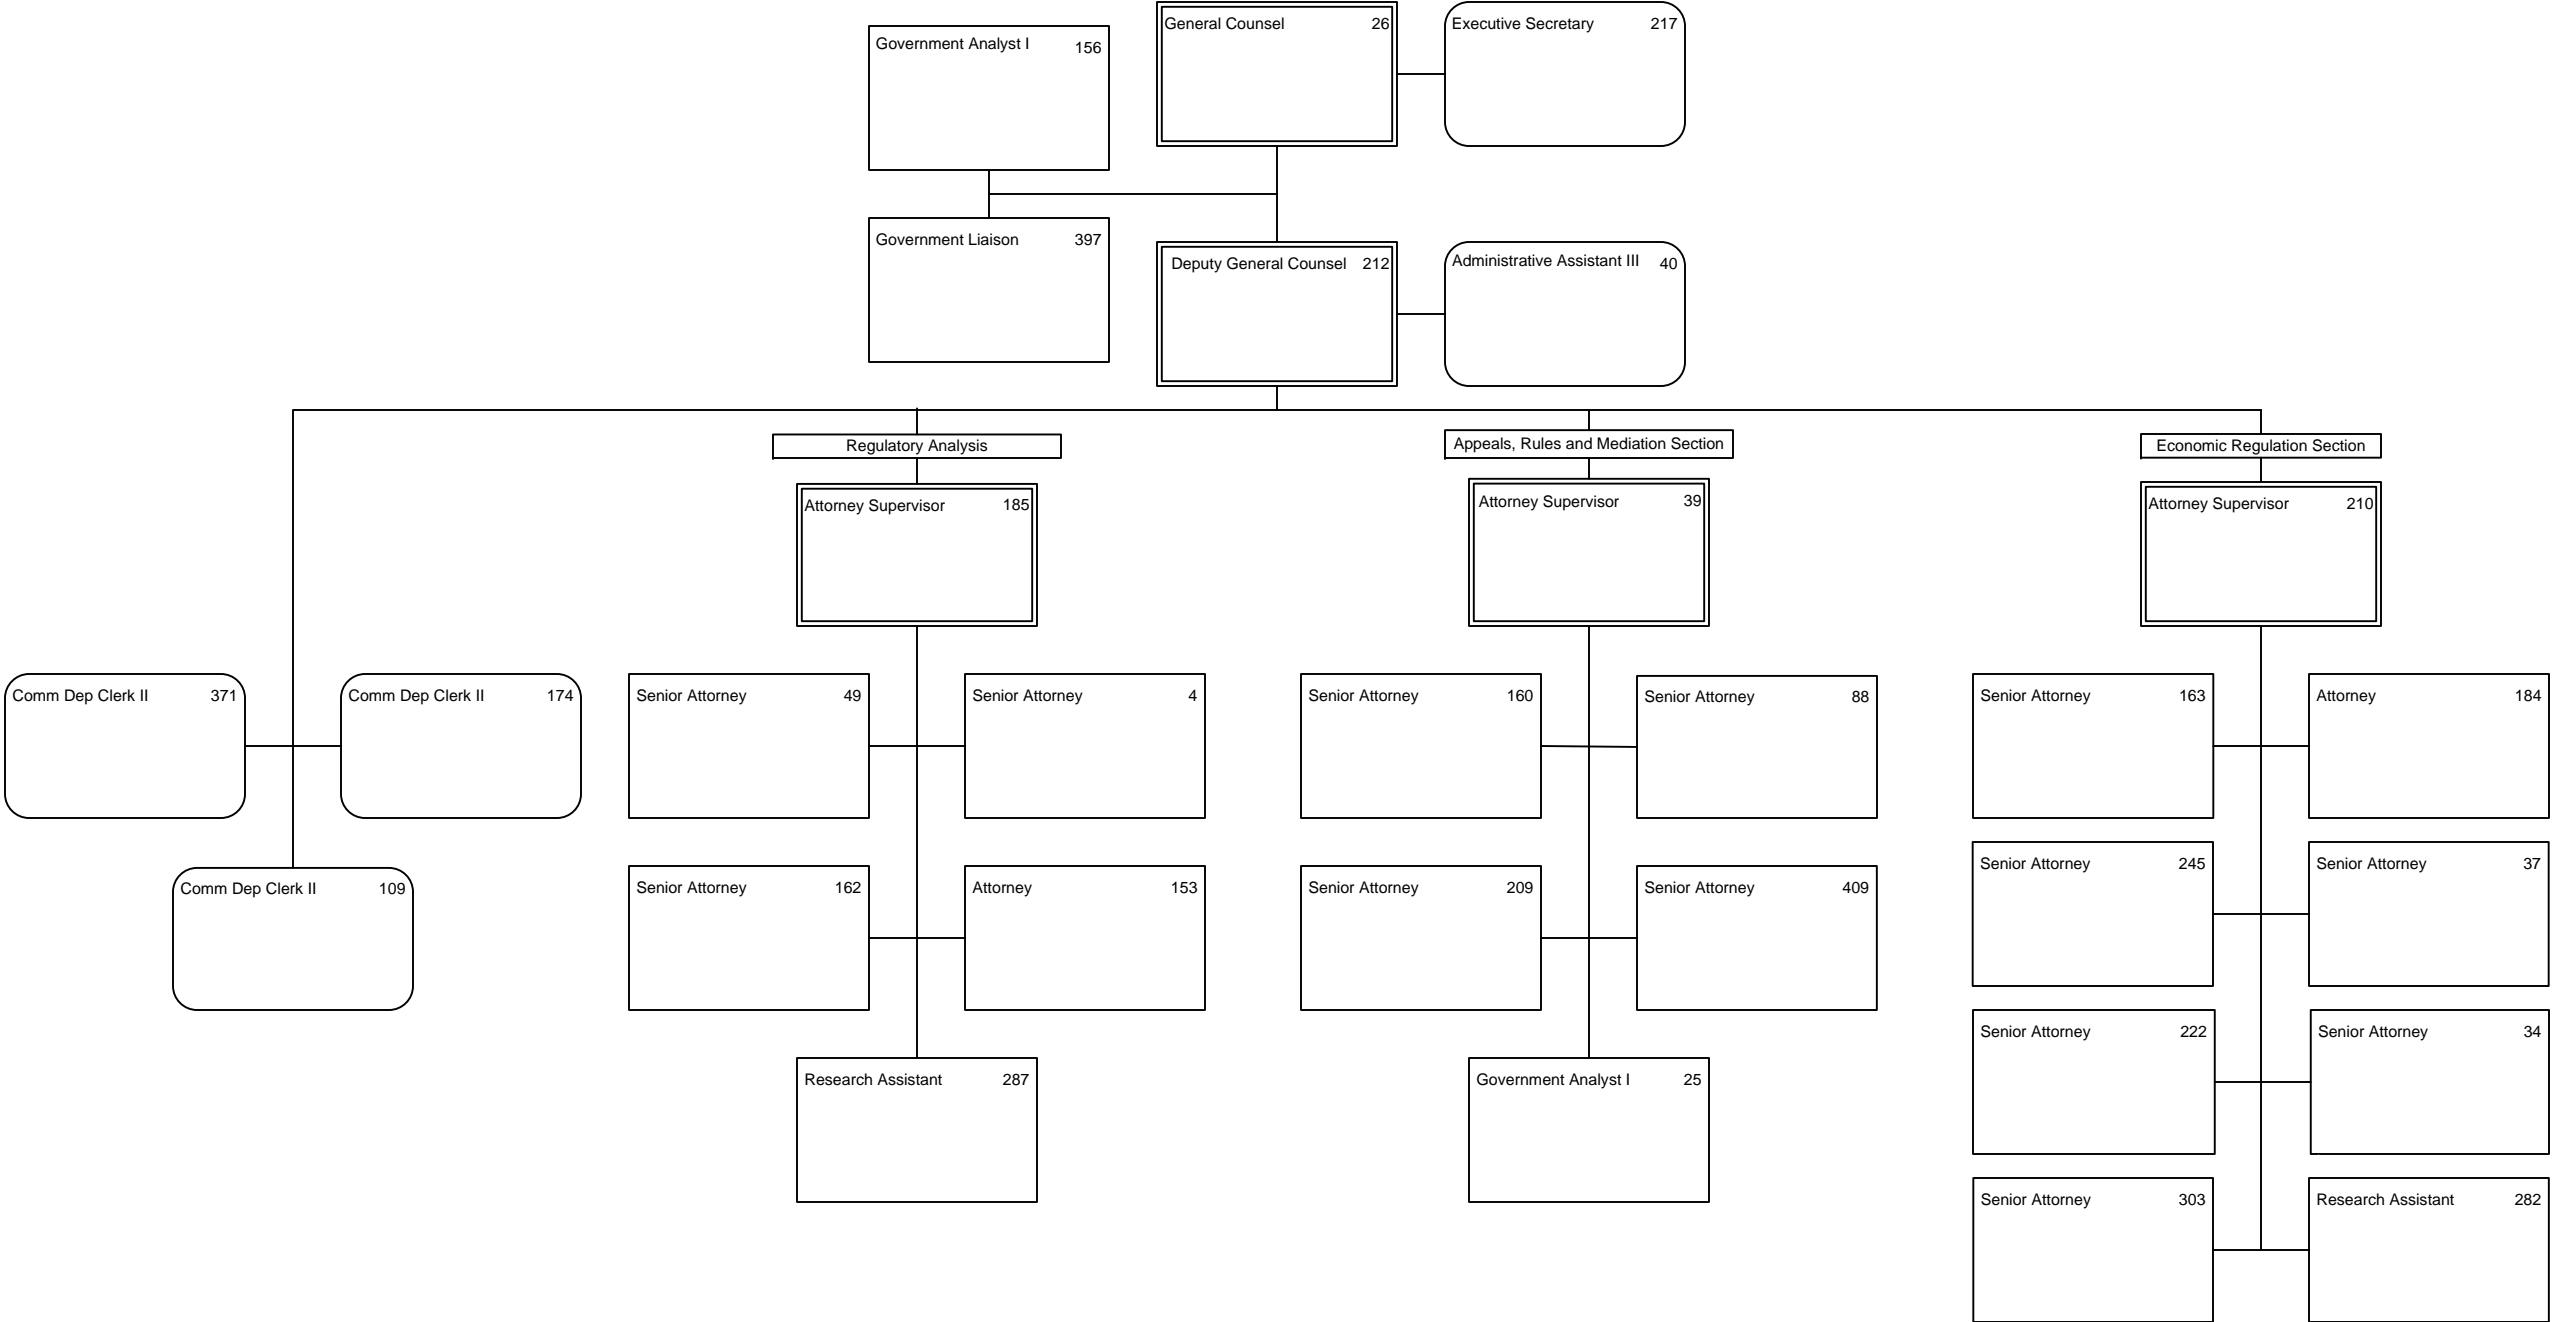 General Counsel 26
Executive Secretary 217
Government Analyst I 156
Government Liaison 397
Deputy General Counsel 212
Administrative Assistant III 40
Regulatory Analysis
Appeals, Rules and Mediation Section
Economic Regulation Section
Attorney Supervisor 185
Attorney Supervisor 39
Attorney Supervisor 210
Comm Dep Clerk II 371
Comm Dep Clerk II 174
Senior Attorney 49
Senior Attorney 4
Senior Attorney 160
Senior Attorney 88
Senior Attorney 163
Attorney 184
Comm Dep Clerk II 109
Senior Attorney 162
Attorney 153
Senior Attorney 209
Senior Attorney 409
Senior Attorney 245
Senior Attorney 37
Senior Attorney 222
Senior Attorney 34
Research Assistant 287
Government Analyst I 25
Senior Attorney 303
Research Assistant 282